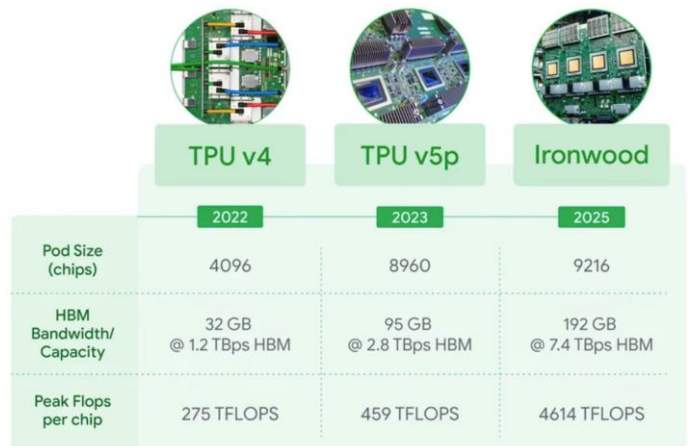 TPU v4
TPU v5p
Ironwood
2022
2023
2025
Pod Size
(chips)
4096
8960
9216
HBM
Bandwidth/
Capacity
32 GB
@ 1.2 TBps HBM
95 GB
@ 2.8 TBps HBM
192 GB
@ 7.4 TBps HBM
Peak Flops
per chip
275 TFLOPS
459 TFLOPS
4614 TFLOPS